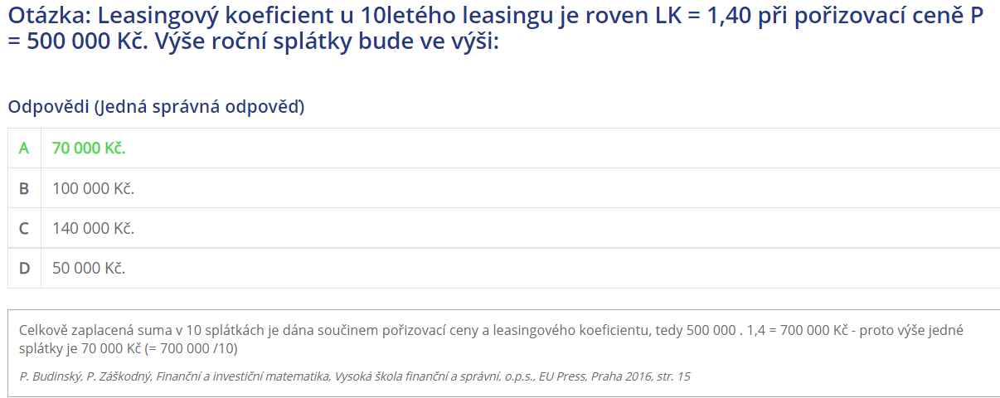 Otázka: Leasingový koeficient u 10letého leasingu je roven LK = 1,40 při pořizovací ceně P
= 500 000 Kč. Výše roční splátky bude ve výši:
Odpovědi (Jedná správná odpověď)
A 70 000 Kč.
B 100 000 Kč.
C 140 000 Kč.
D 50 000 Kč.
Celkově zaplacená suma v 10 splátkách je dána součinem pořizovací ceny a leasingového koeficientu, tedy 500 000 . 1,4 = 700 000 Kč - proto výše jedné
splátky je 70 000 Kč (= 700 000 /10)
P. Budinský, P. Záškodný, Finanční a investiční matematika, Vysoká škola finanční a správní, o.p.s., EU Press, Praha 2016, str. 15